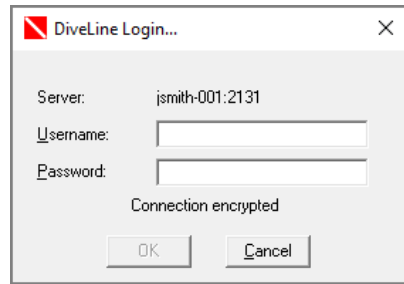 DiveLine Login...
Server: jsmith-001:2131
Username:
Password:
Connection encrypted
OK Cancel